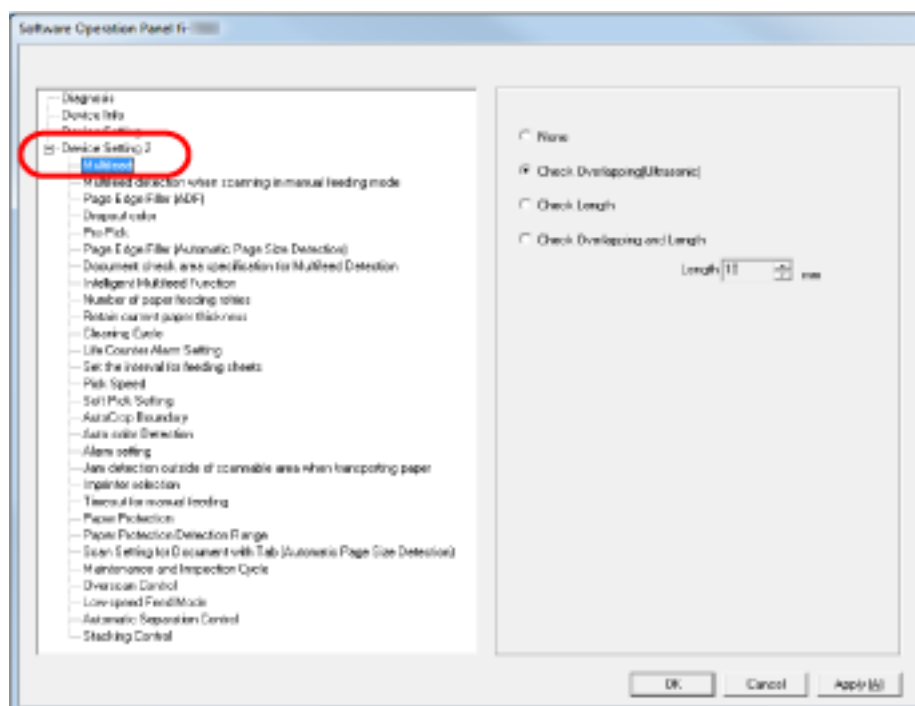 Software Operation Panel fi-
Diagnosis
Device Info
Device Setting
Device Setting 2
Multifeed
Multifeed detection when scanning in manual feeding mode
Page Edge Filler (ADF)
Dropout color
Pre-Pick
Page Edge Filler (Automatic Page Size Detection)
Document check area specification for Multifeed Detection
Intelligent Multifeed Function
Number of paper feeding retries
Retain current paper thickness
Cleaning Cycle
Life Counter Alarm Setting
Set the interval for feeding sheets
Pick Speed
Soft Pick Setting
AutoCrop Boundary
Auto color Detection
Alarm setting
Jam detection outside of scannable area when transporting paper
Imprinter selection
Timeout for manual feeding
Paper Protection
Paper Protection Detection Range
Scan Setting for Document with Tab (Automatic Page Size Detection)
Maintenance and Inspection Cycle
Overscan Control
Low-speed Feed Mode
Automatic Separation Control
Stacking Control
None
Check Overlapping(Ultrasonic)
Check Length
Check Overlapping and Length
Length mm
OK Cancel Apply (A)